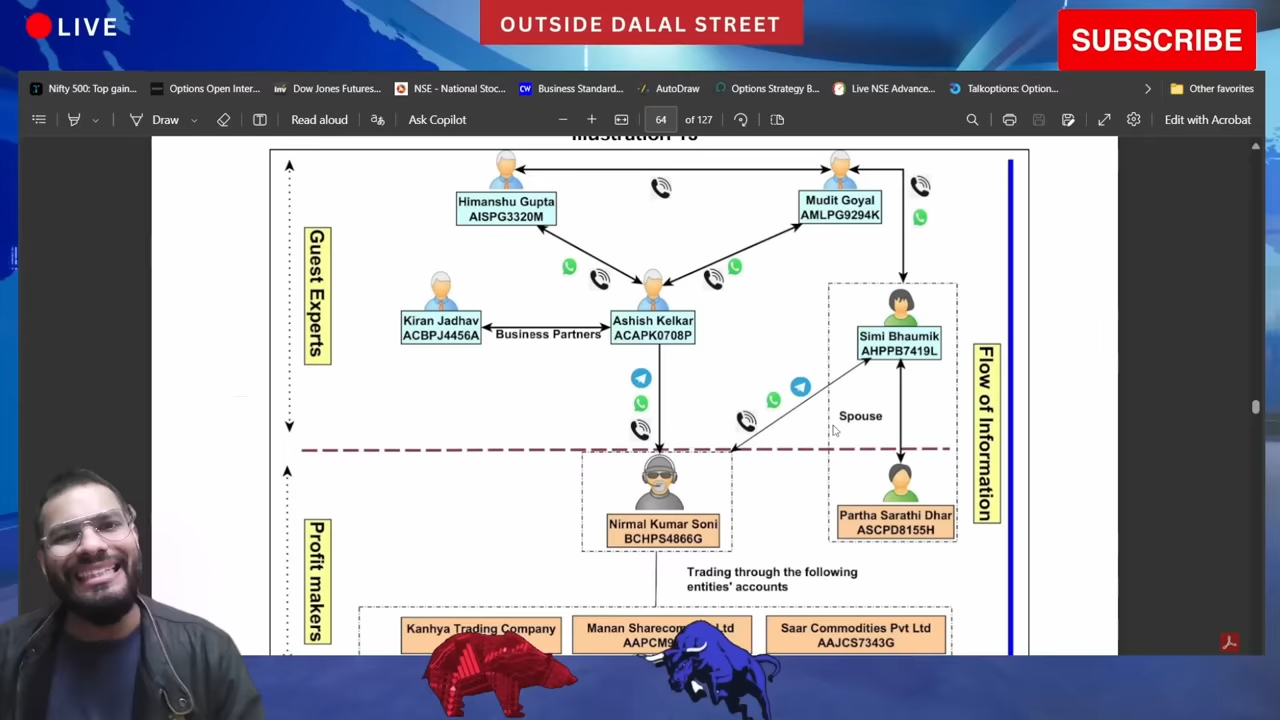 LIVE
OUTSIDE DALAL STREET
SUBSCRIBE
Nifty 500: Top gain...
Options Open Inter...
Dow Jones Futures...
NSE - National Stoc...
Business Standard...
AutoDraw
Options Strategy B...
Live NSE Advance...
Talkoptions: Option...
Other favorites
Draw
Read aloud
Ask Copilot
64
of 127
Edit with Acrobat
Guest Experts
Himanshu Gupta
AISPG3320M
Mudit Goyal
AMLPG9294K
Kiran Jadhav
ACBPJ4456A
Business Partners
Ashish Kelkar
ACAPK0708P
Simi Bhaumik
AHPPB7419L
Flow of Information
Spouse
Profit makers
Nirmal Kumar Soni
BCHPS4866G
Partha Sarathi Dhar
ASCPD8155H
Trading through the following
entities' accounts
Kanhya Trading Company
Manan Ltd
Saar Commodities Pvt Ltd
AAJCS7343G